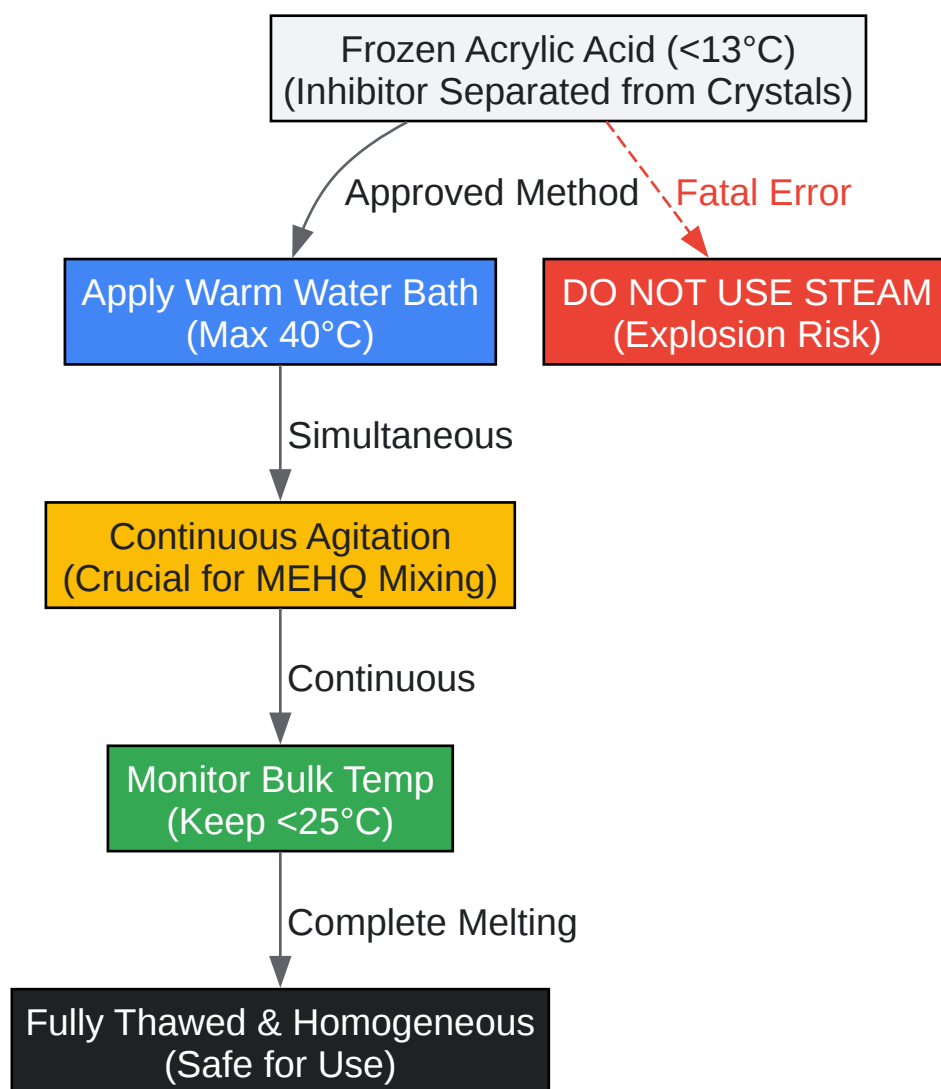 Frozen Acrylic Acid (<13°C)
(Inhibitor Separated from Crystals)
Approved Method
Fatal Error
Apply Warm Water Bath
(Max 40°C)
DO NOT USE STEAM
(Explosion Risk)
Simultaneous
Continuous Agitation
(Crucial for MEHQ Mixing)
Continuous
Monitor Bulk Temp
(Keep <25°C)
Complete Melting
Fully Thawed & Homogeneous
(Safe for Use)